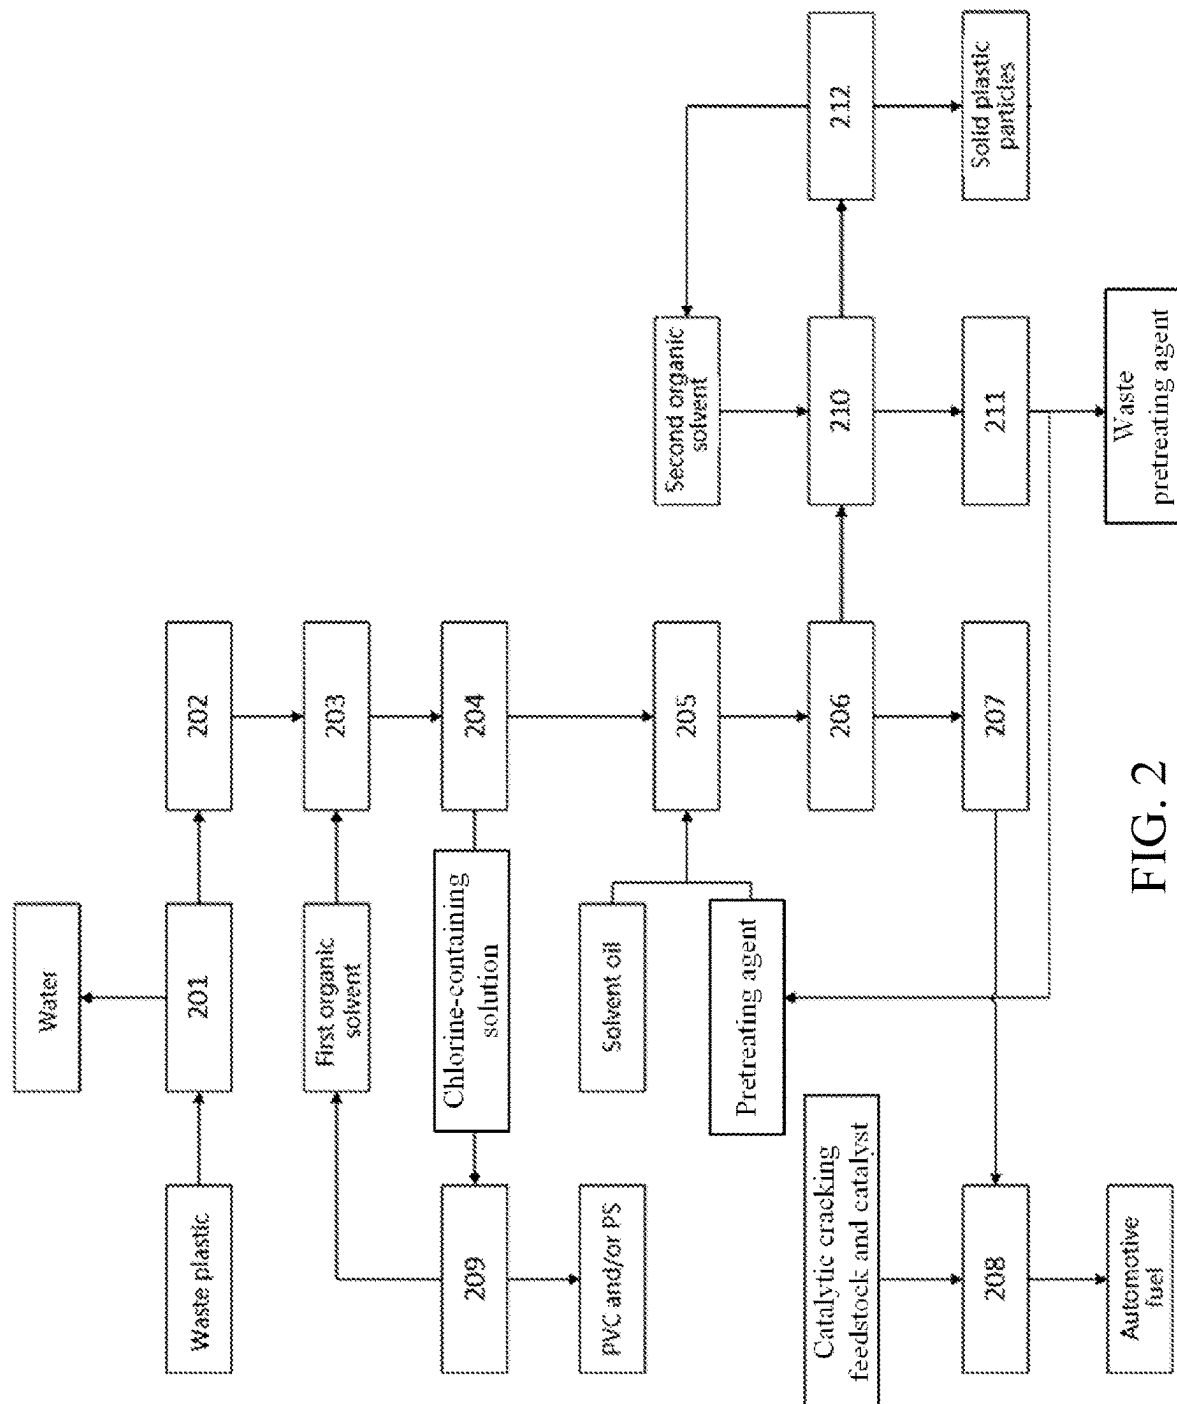 Water
Waste plastic
201
202
First organic
solvent
203
Chlorine-containing
solution
204
209
PVC and/or PS
Solvent oil
Pretreating agent
205
206
207
Catalytic cracking
feedstock and catalyst
208
Automotive
fuel
Second organic
solvent
210
211
Waste
pretreating agent
212
Solid plastic
particles
FIG. 2